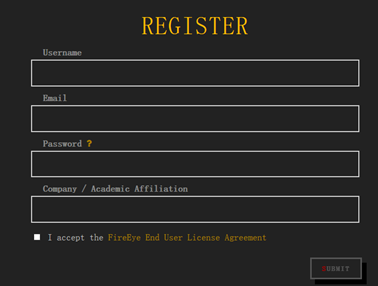 REGISTER
Username
Email
Password ?
Company / Academic Affiliation
I accept the FireEye End User License Agreement
SUBMIT